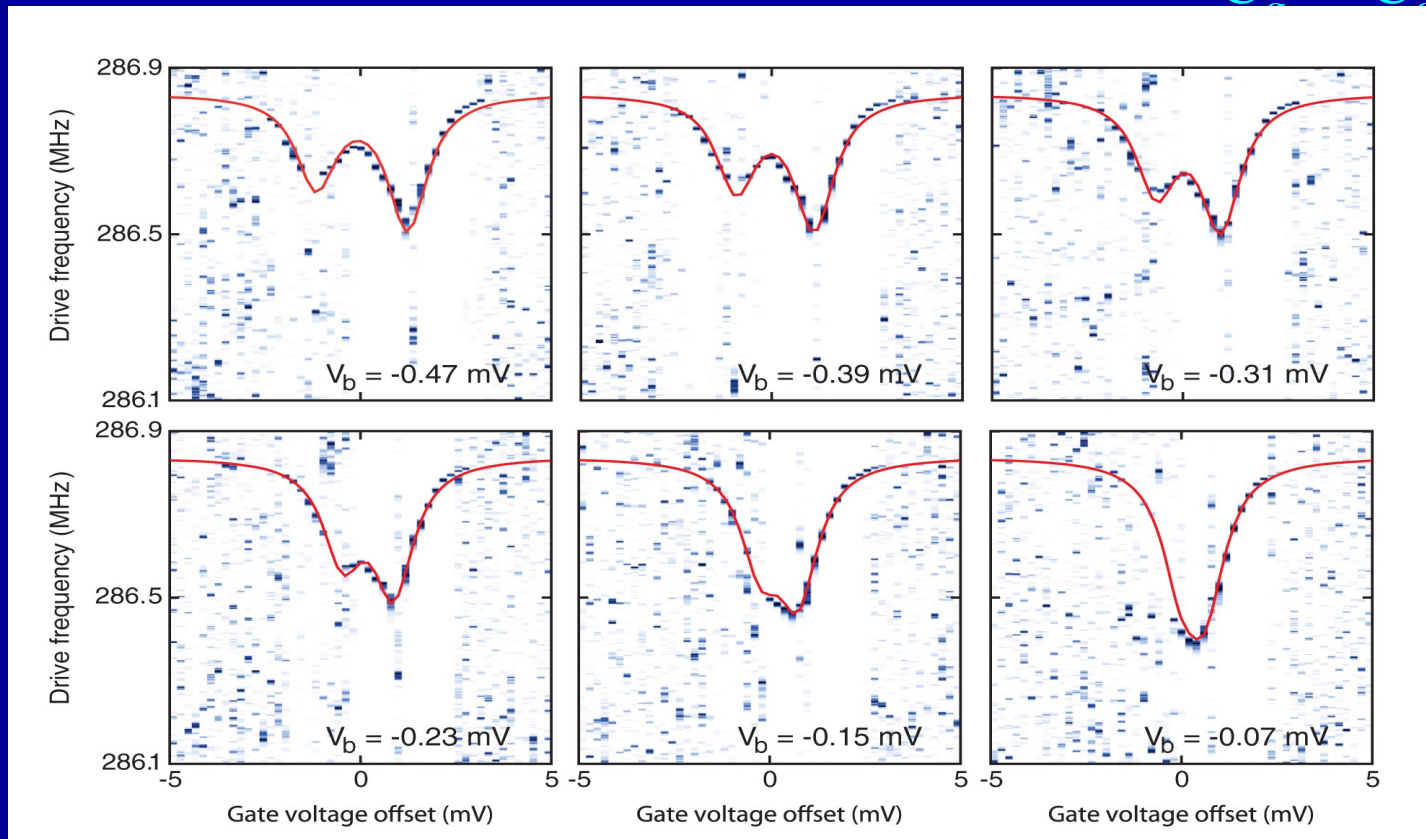 286.9
286.5
286.1
Drive frequency (MHz)
V_b = -0.47 mV
V_b = -0.39 mV
V_b = -0.31 mV
286.9
286.5
286.1
Drive frequency (MHz)
V_b = -0.23 mV
V_b = -0.15 mV
V_b = -0.07 mV
-5 0 5 -5 0 5 -5 0 5
Gate voltage offset (mV) Gate voltage offset (mV) Gate voltage offset (mV)